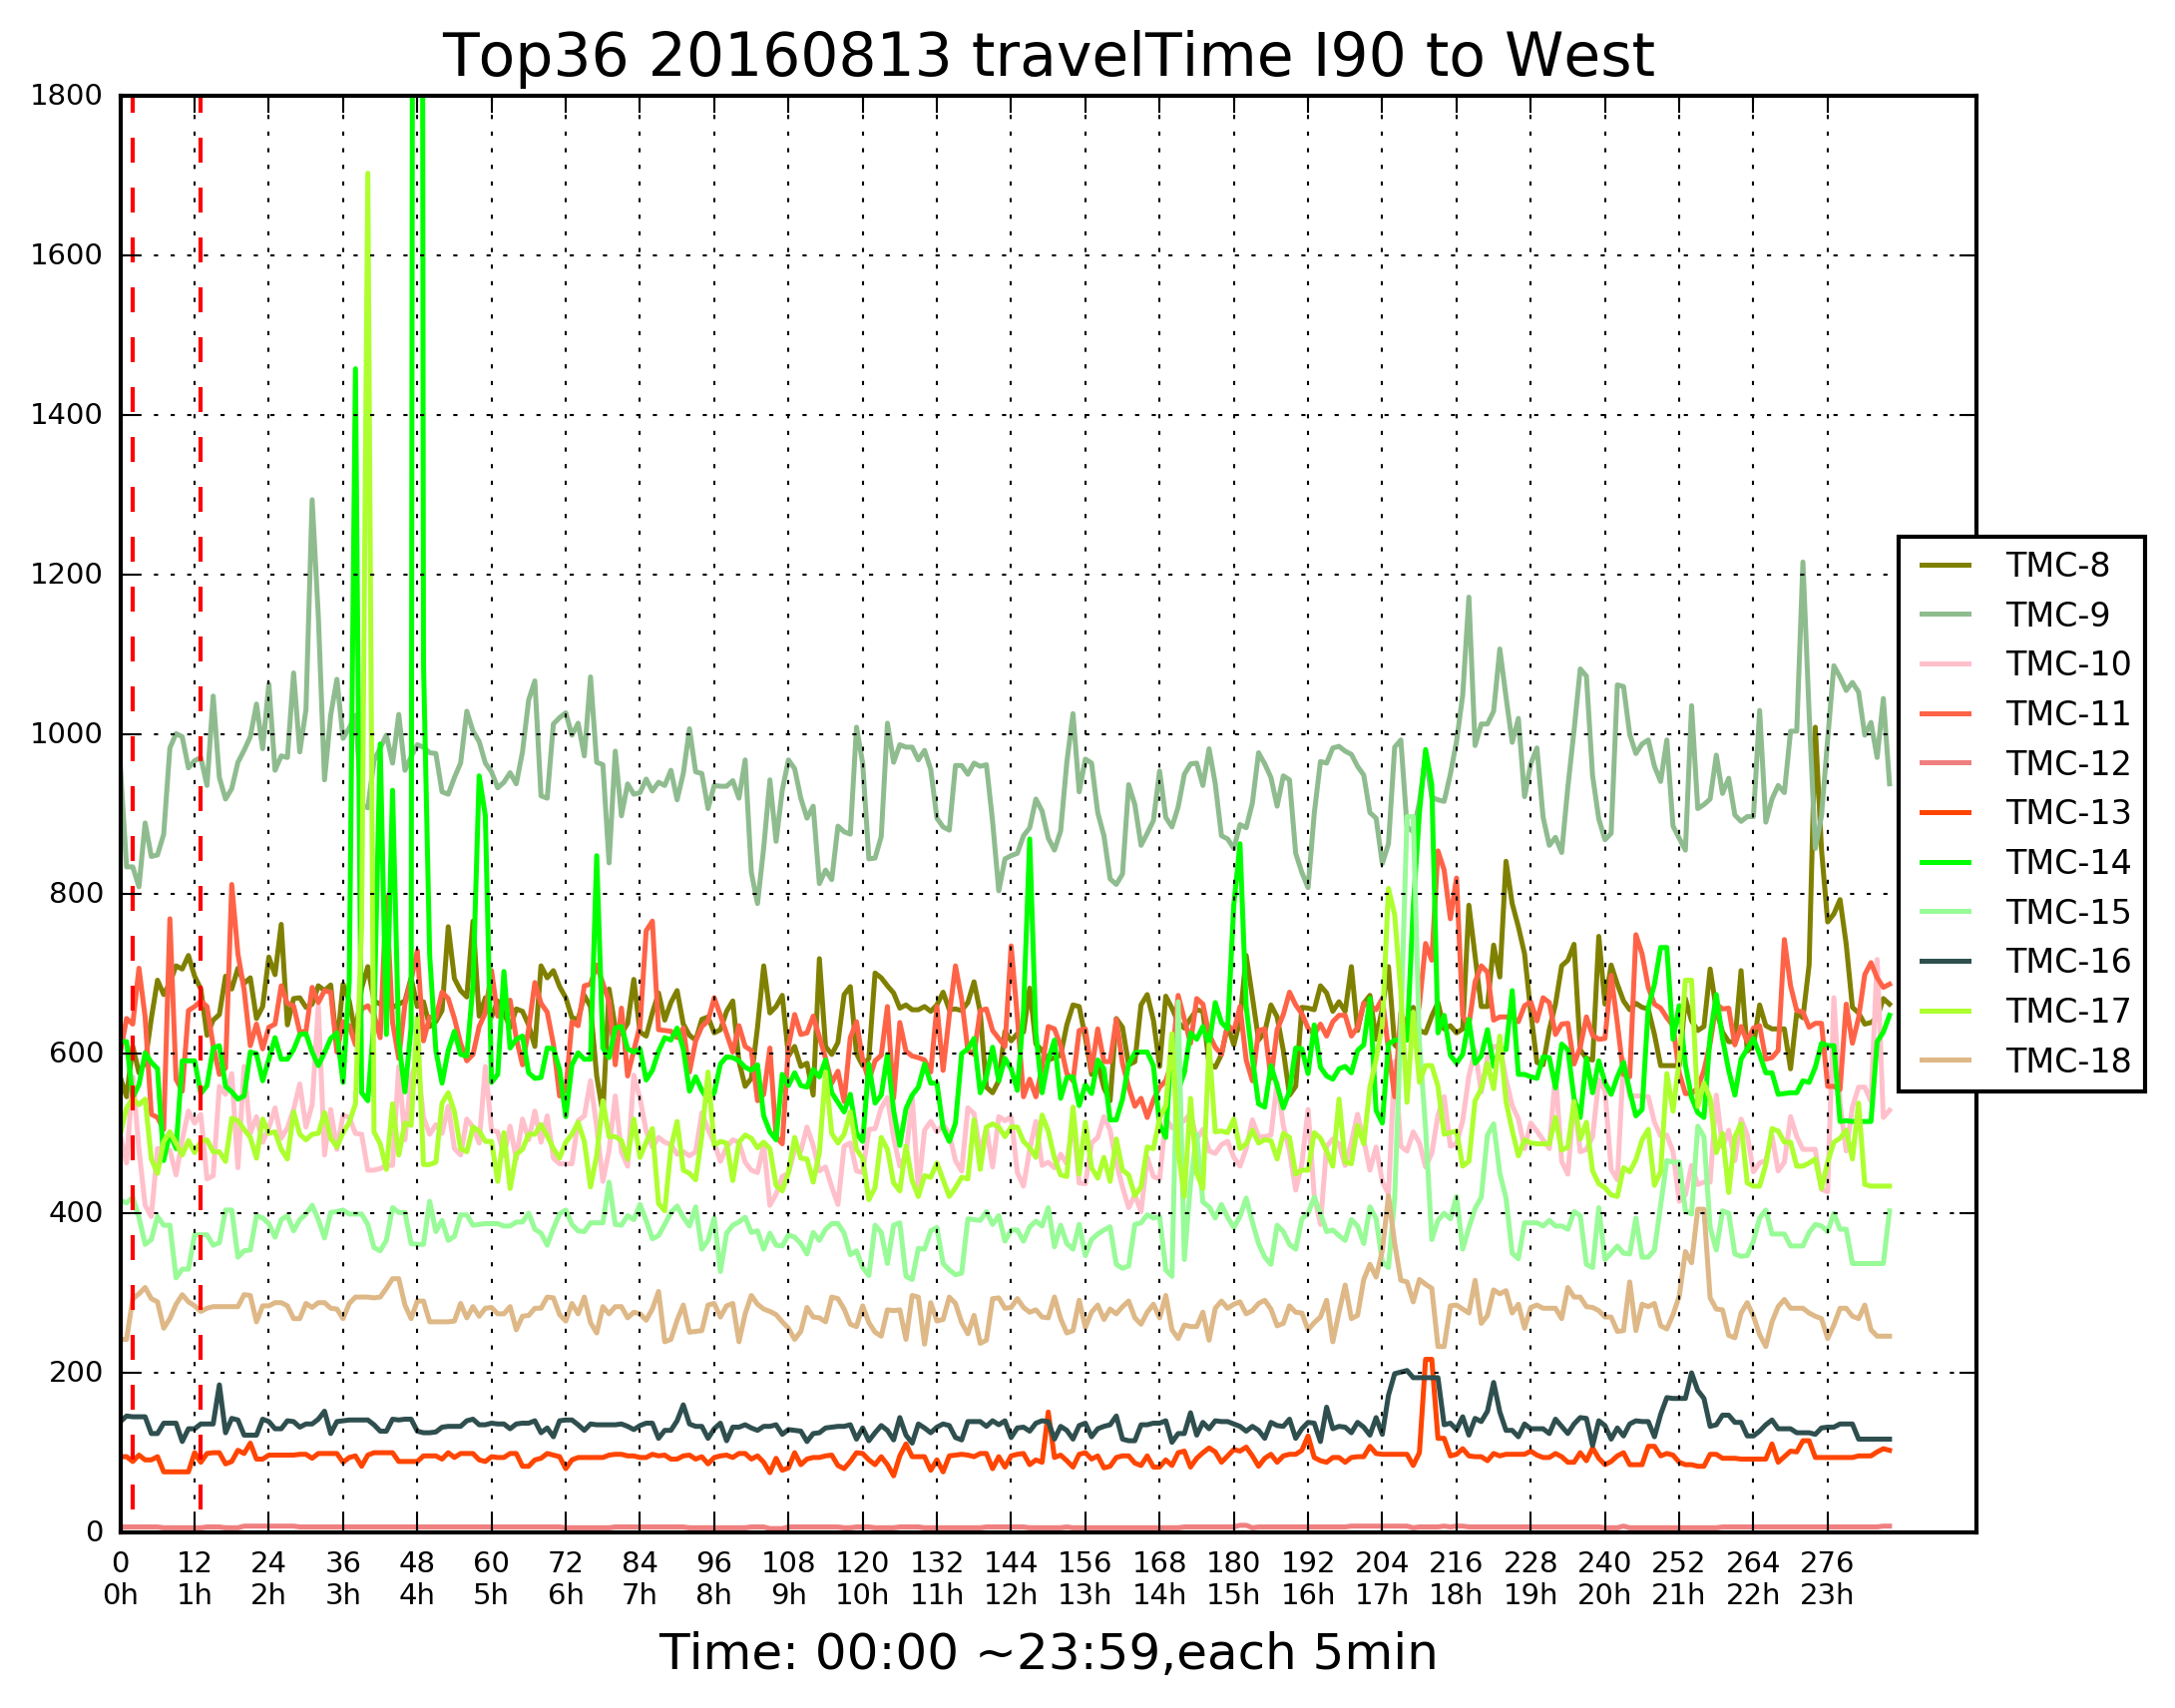 Top36 20160813 travelTime I90 to West
1800
1600
1400
1200
1000
800
600
400
200
0
0 12 24 36 48 60 72 84 96 108 120 132 144 156 168 180 192 204 216 228 240 252 264 276
0h 1h 2h 3h 4h 5h 6h 7h 8h 9h 10h 11h 12h 13h 14h 15h 16h 17h 18h 19h 20h 21h 22h 23h
Time: 00:00 ~23:59,each 5min
TMC-8
TMC-9
TMC-10
TMC-11
TMC-12
TMC-13
TMC-14
TMC-15
TMC-16
TMC-17
TMC-18